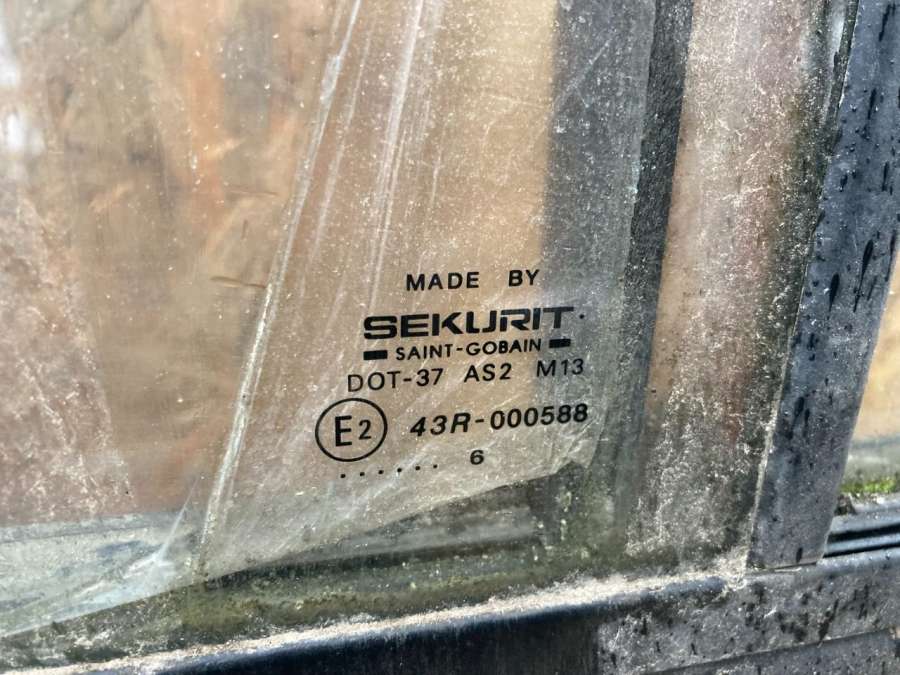 MADE BY
SEKURIT
SAINT-GOBAIN
DOT-37 AS2 M13
E2 43R-000588
...... 6